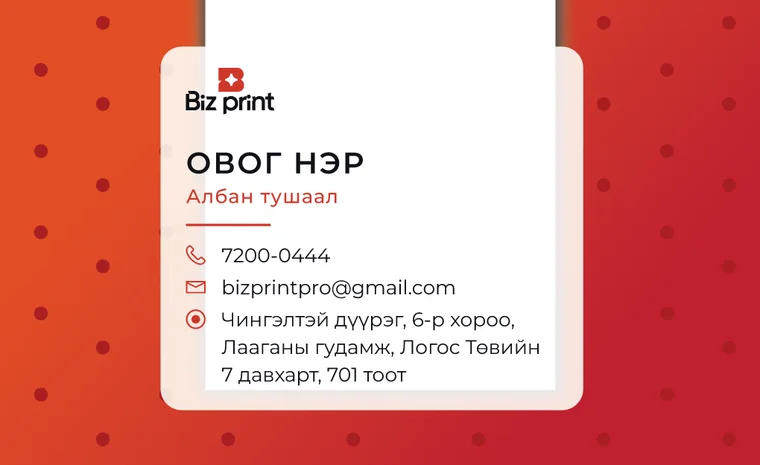 Biz print
ОВОГ НЭР
Албан тушаал
7200-0444
bizprintpro@gmail.com
Чингэлтэй дүүрэг, 6-р хороо,
Лааганы гудамж, Логос Төвийн
7 давхарт, 701 тоот